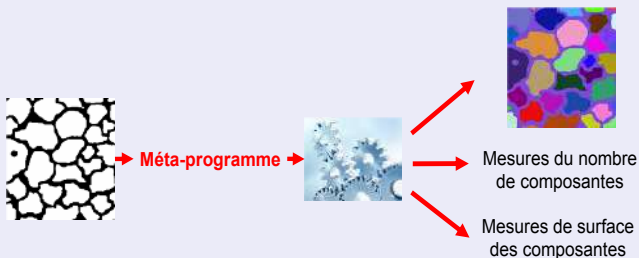 Méta-programme
Mesures du nombre
de composantes
Mesures de surface
des composantes